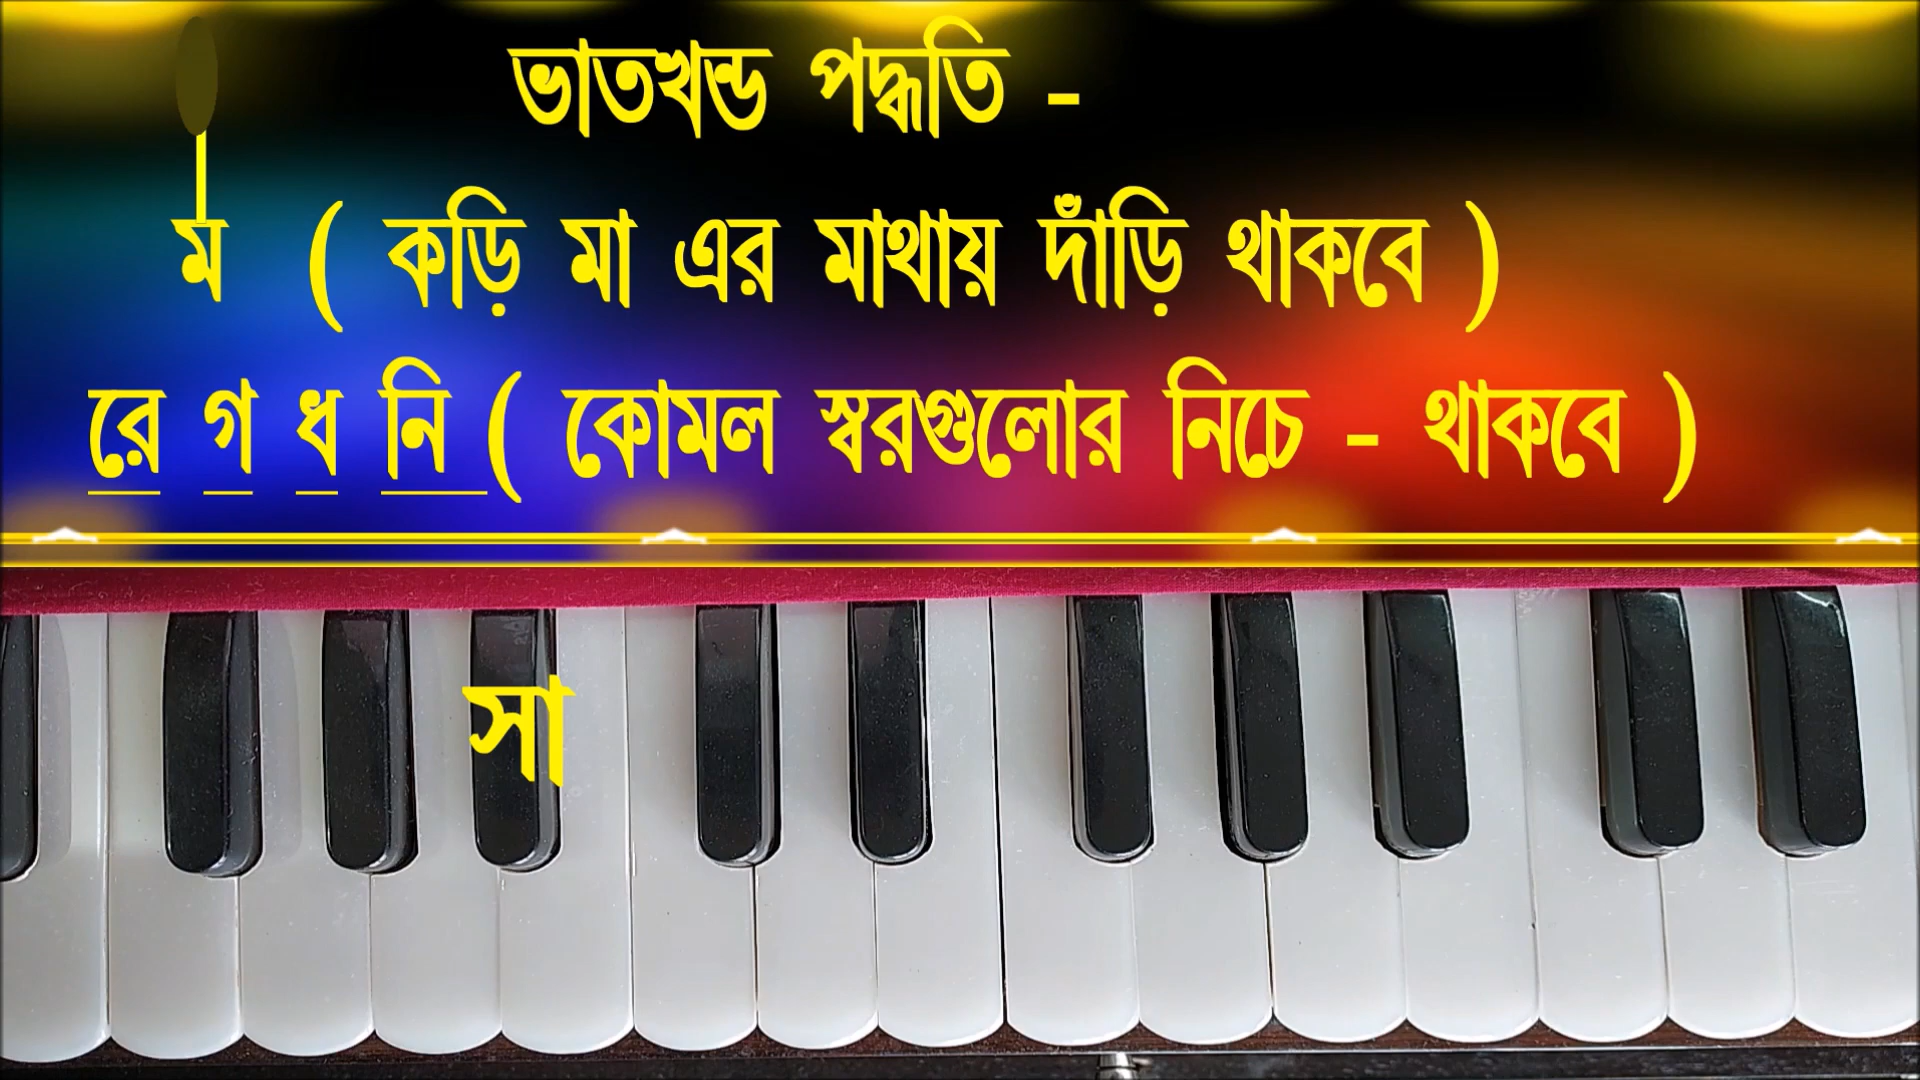 ভাতখন্ড পদ্ধতি -
ম ( কড়ি মা এর মাথায় দাঁড়ি থাকবে )
রে গ ধ নি ( কোমল স্বরগুলোর নিচে - থাকবে )
সা